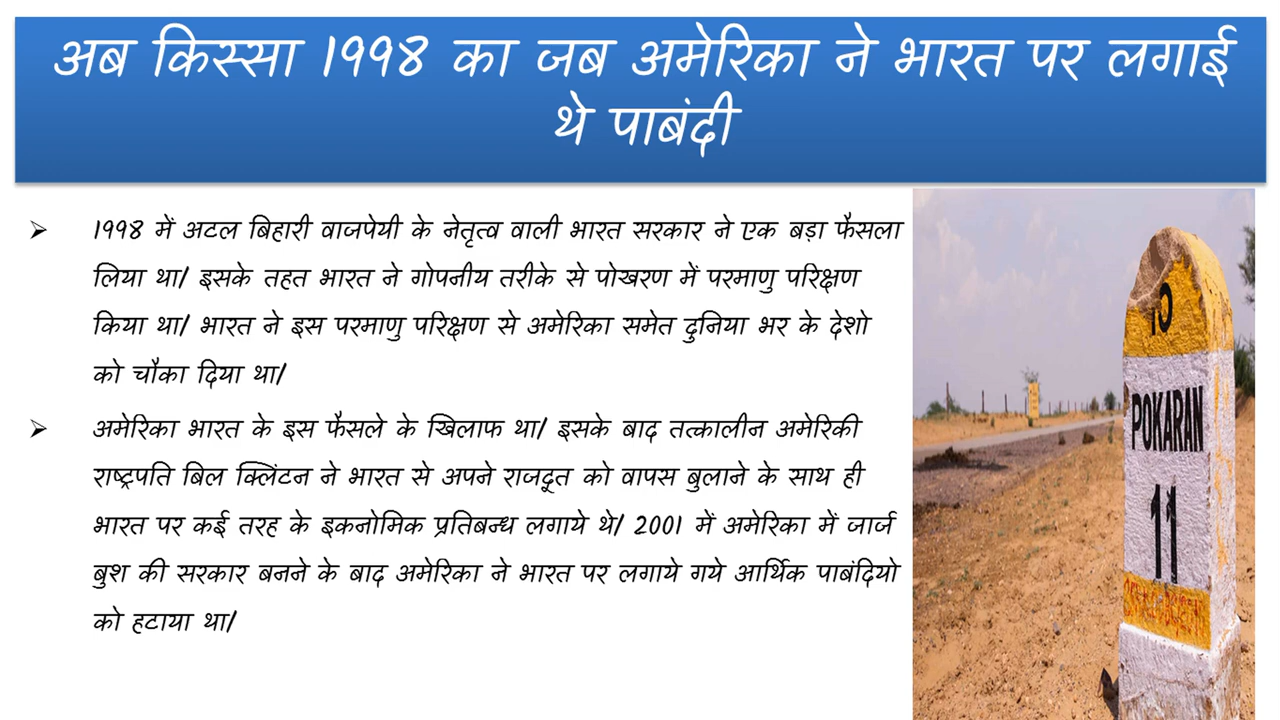 अब किस्सा 1998 का जब अमेरिका ने भारत पर लगाई
थे पाबंदी
➢ 1998 में अटल बिहारी वाजपेयी के नेतृत्व वाली भारत सरकार ने एक बड़ा फैसला
लिया था/ इसके तहत भारत ने गोपनीय तरीके से पोखरण में परमाणु परिक्षण
किया था/ भारत ने इस परमाणु परिक्षण से अमेरिका समेत दुनिया भर के देशो
को चौका दिया था/
➢ अमेरिका भारत के इस फैसले के खिलाफ था/ इसके बाद तत्कालीन अमेरिकी
राष्ट्रपति बिल क्लिंटन ने भारत से अपने राजदूत को वापस बुलाने के साथ ही
भारत पर कई तरह के इकनोमिक प्रतिबन्ध लगाये थे/ 2001 में अमेरिका में जार्ज
बुश की सरकार बनने के बाद अमेरिका ने भारत पर लगाये गये आर्थिक पाबंदियो
को हटाया था/
10
POKARAN
11